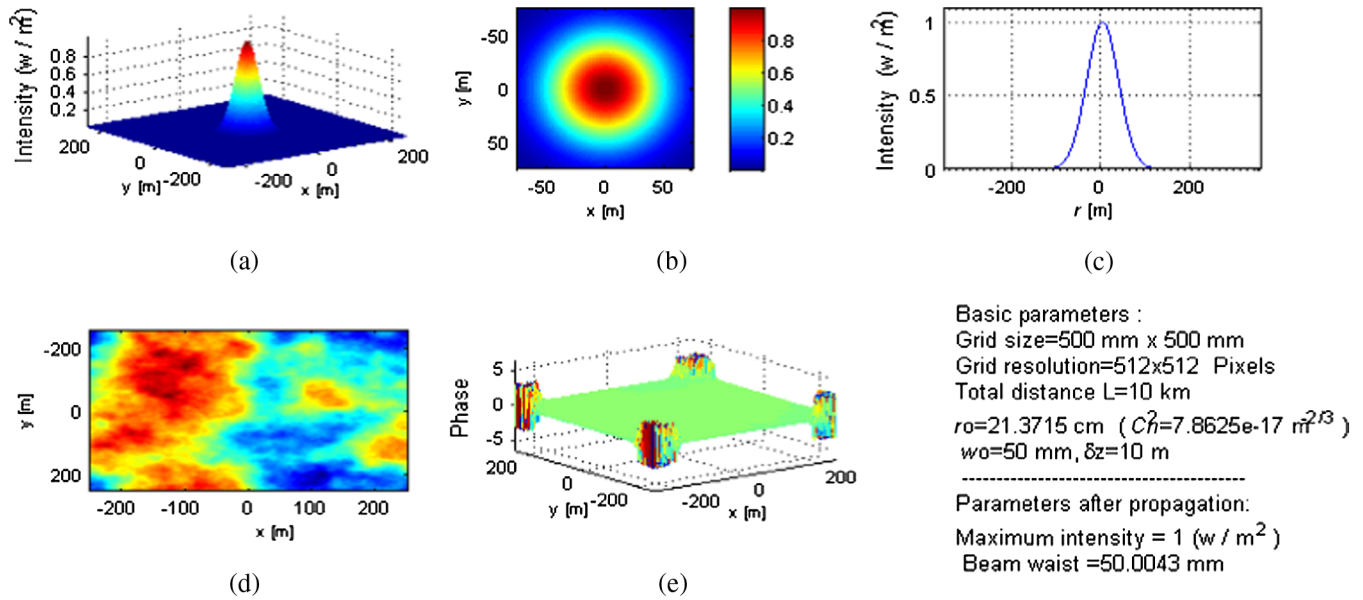 Intensity (w / m²)
0.8
0.6
0.4
0.2
200
0
-200
y [m]
-200
0
200
x [m]
(a)
-50
0
50
y [m]
-50
0
50
x [m]
0.8
0.6
0.4
0.2
(b)
Intensity (w / m²)
1
0.5
0
-200
0
200
r [m]
(c)
-200
0
200
y [m]
-200
-100
0
100
200
x [m]
(d)
Phase
5
0
-5
200
0
-200
y [m]
-200
0
200
x [m]
(e)
Basic parameters :
Grid size=500 mm x 500 mm
Grid resolution=512x512 Pixels
Total distance L=10 km
ro=21.3715 cm ( Cn²=7.8625e-17 m^-2/3 )
wo=50 mm, δz=10 m
----------------------------------------
Parameters after propagation:
Maximum intensity = 1 (w / m² )
Beam waist =50.0043 mm